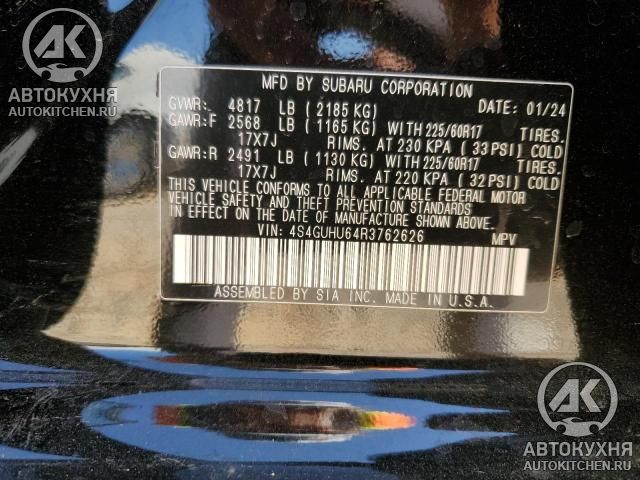 АК
АВТОКУХНЯ
AUTOKITCHEN.RU
MFD BY SUBARU CORPORATION
GVWR: 4817 LB (2185 KG) DATE: 01/24
GAWR:F 2568 LB (1165 KG) WITH 225/60R17 TIRES.
17X7J RIMS. AT 230 KPA (33 PSI) COLD
GAWR:R 2491 LB (1130 KG) WITH 225/60R17 TIRES.
17X7J RIMS. AT 220 KPA (32 PSI) COLD
THIS VEHICLE CONFORMS TO ALL APPLICABLE FEDERAL MOTOR
VEHICLE SAFETY AND THEFT PREVENTION STANDARDS
IN EFFECT ON THE DATE OF MANUFACTURE SHOWN ABOVE.
VIN: 4S4GUHU64R3762626 MPV
ASSEMBLED BY SIA INC. MADE IN U.S.A.
АК
АВТОКУХНЯ
AUTOKITCHEN.RU